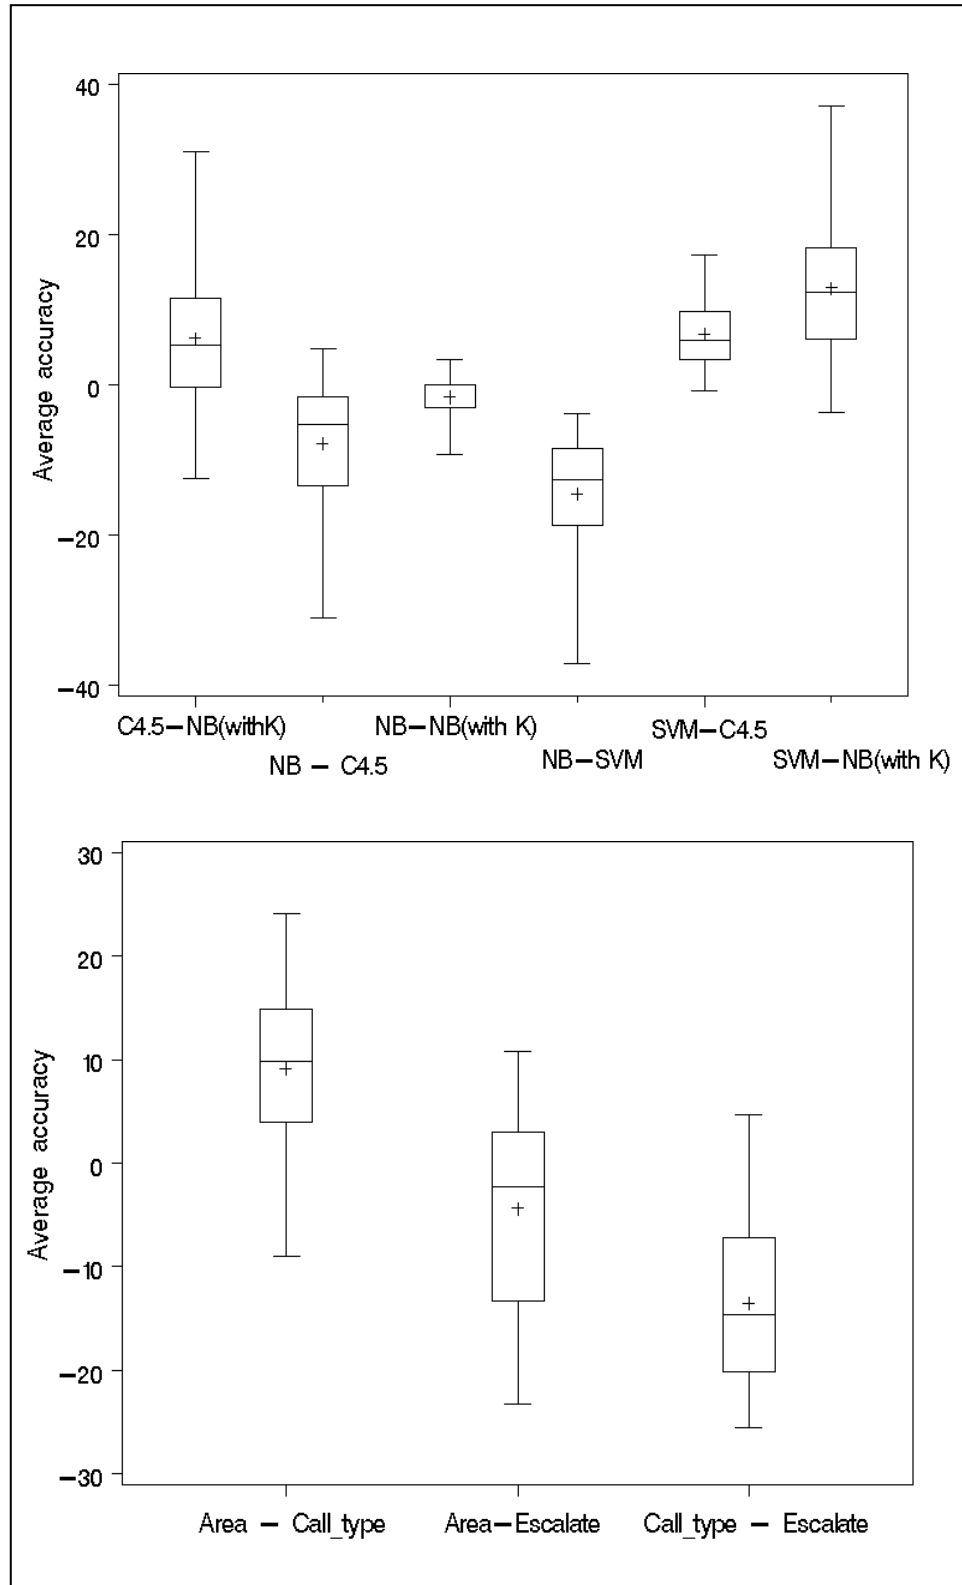 40
20
0
−20
−40
Average accuracy
C4.5−NB(withK)
NB − C4.5
NB−NB(with K)
NB−SVM
SVM−C4.5
SVM−NB(with K)
30
20
10
0
−10
−20
−30
Average accuracy
Area − Call_type
Area−Escalate
Call_type − Escalate